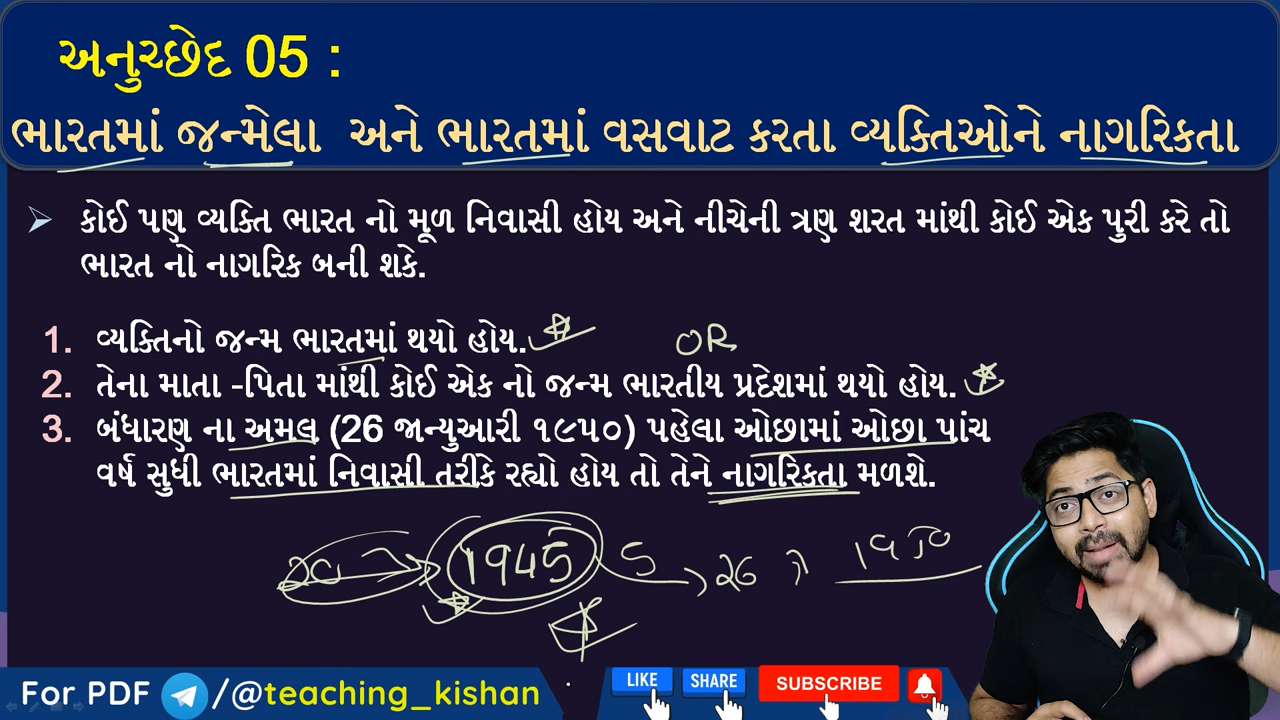 અનુચ્છેદ 05 :
ભારતમાં જન્મેલા અને ભારતમાં વસવાટ કરતા વ્યક્તિઓને નાગરિકતા
➢ કોઈ પણ વ્યક્તિ ભારત નો મૂળ નિવાસી હોય અને નીચેની ત્રણ શરત માંથી કોઈ એક પુરી કરે તો
ભારત નો નાગરિક બની શકે.
1. વ્યક્તિનો જન્મ ભારતમાં થયો હોય. OR
2. તેના માતા -પિતા માંથી કોઈ એક નો જન્મ ભારતીય પ્રદેશમાં થયો હોય.
3. બંધારણ ના અમલ (26 જાન્યુઆરી ૧૯૫૦) પહેલા ઓછામાં ઓછા પાંચ
વર્ષ સુધી ભારતમાં નિવાસી તરીકે રહ્યો હોય તો તેને નાગરિકતા મળશે.
1945 5 26 1950
For PDF /@teaching_kishan LIKE SHARE SUBSCRIBE